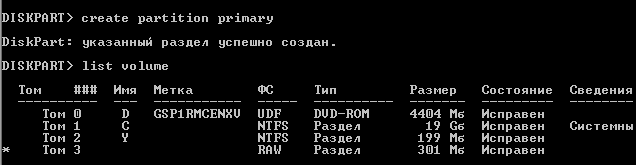 DISKPART> create partition primary
DiskPart: указанный раздел успешно создан.
DISKPART> list volume
Том ### Имя Метка ФС Тип Размер Состояние Сведения
Том 0 D GSP1RMCENXV UDF DVD-ROM 4404 Мб Исправен
Том 1 C NTFS Раздел 19 Gб Исправен Системны
Том 2 Y NTFS Раздел 199 Мб Исправен
* Том 3 RAW Раздел 301 Мб Исправен